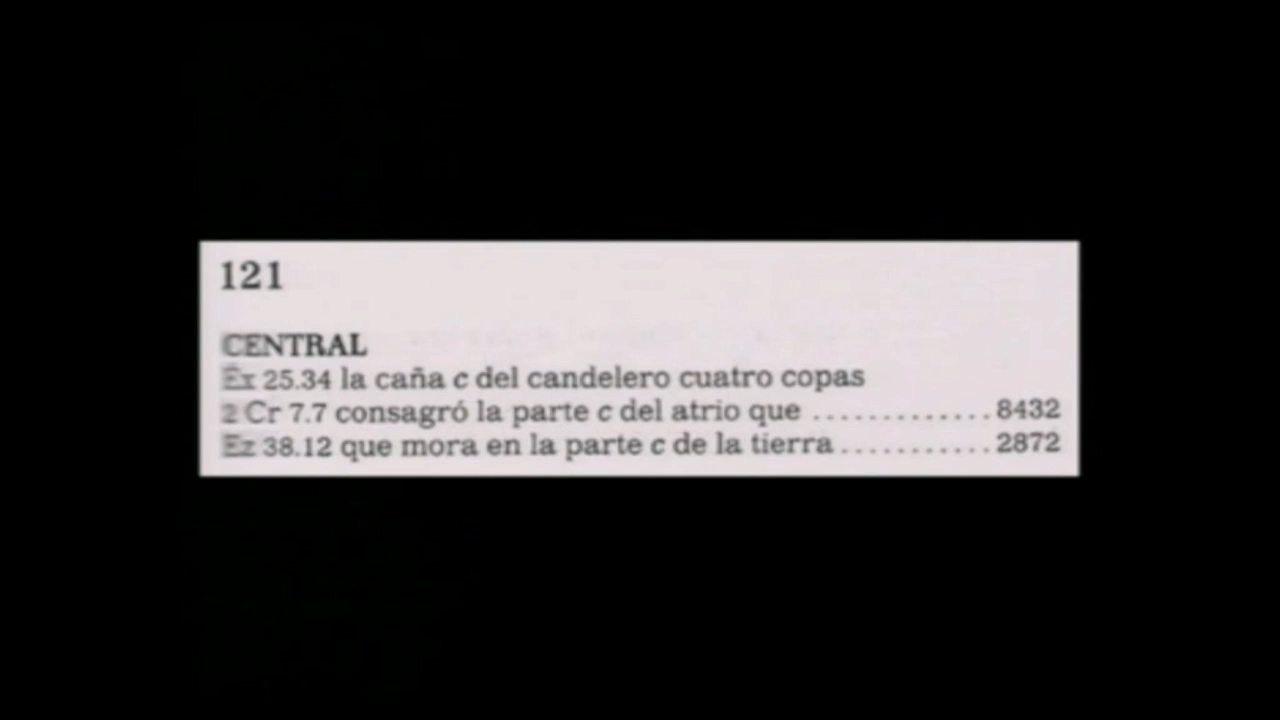 121
CENTRAL
Ex 25.34 la caña c del candelero cuatro copas
2 Cr 7.7 consagró la parte c del atrio que ............. 8432
Ez 38.12 que mora en la parte c de la tierra ........... 2872